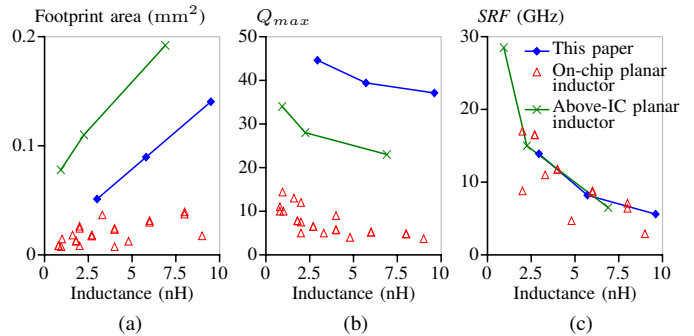 Footprint area (mm²)
0.2
0.1
0
0
2.5
5
7.5
10
Inductance (nH)
(a)
Qmax
50
40
30
20
10
0
0
2.5
5
7.5
10
Inductance (nH)
(b)
SRF (GHz)
This paper
On-chip planar
inductor
Above-IC planar
inductor
30
20
10
0
0
2.5
5
7.5
10
Inductance (nH)
(c)